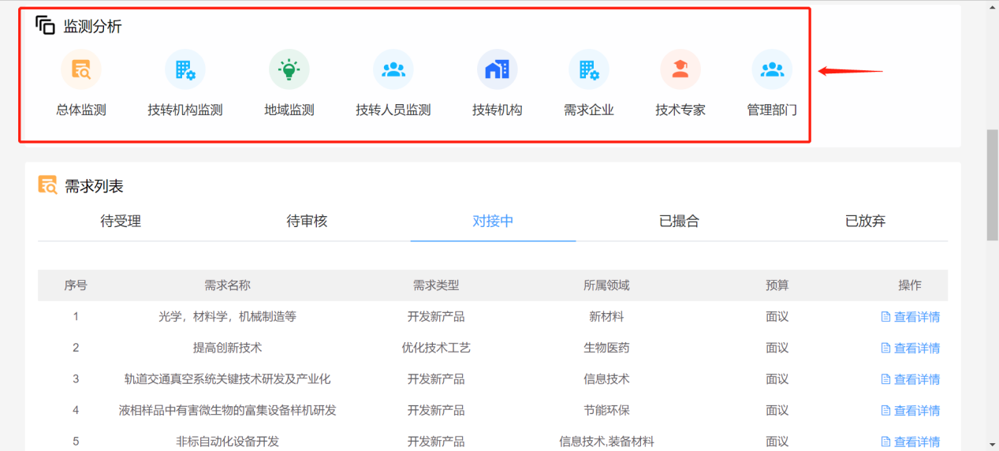 监测分析
总体监测 技转机构监测 地域监测 技转人员监测 技转机构 需求企业 技术专家 管理部门
需求列表
待受理 待审核 对接中 已撮合 已放弃
序号 需求名称 需求类型 所属领域 预算 操作
1 光学，材料学，机械制造等 开发新产品 新材料 面议 查看详情
2 提高创新技术 优化技术工艺 生物医药 面议 查看详情
3 轨道交通真空系统关键技术研发及产业化 开发新产品 信息技术 面议 查看详情
4 液相样品中有害微生物的富集设备样机研发 开发新产品 节能环保 面议 查看详情
5 非标自动化设备开发 开发新产品 信息技术,装备材料 面议 查看详情